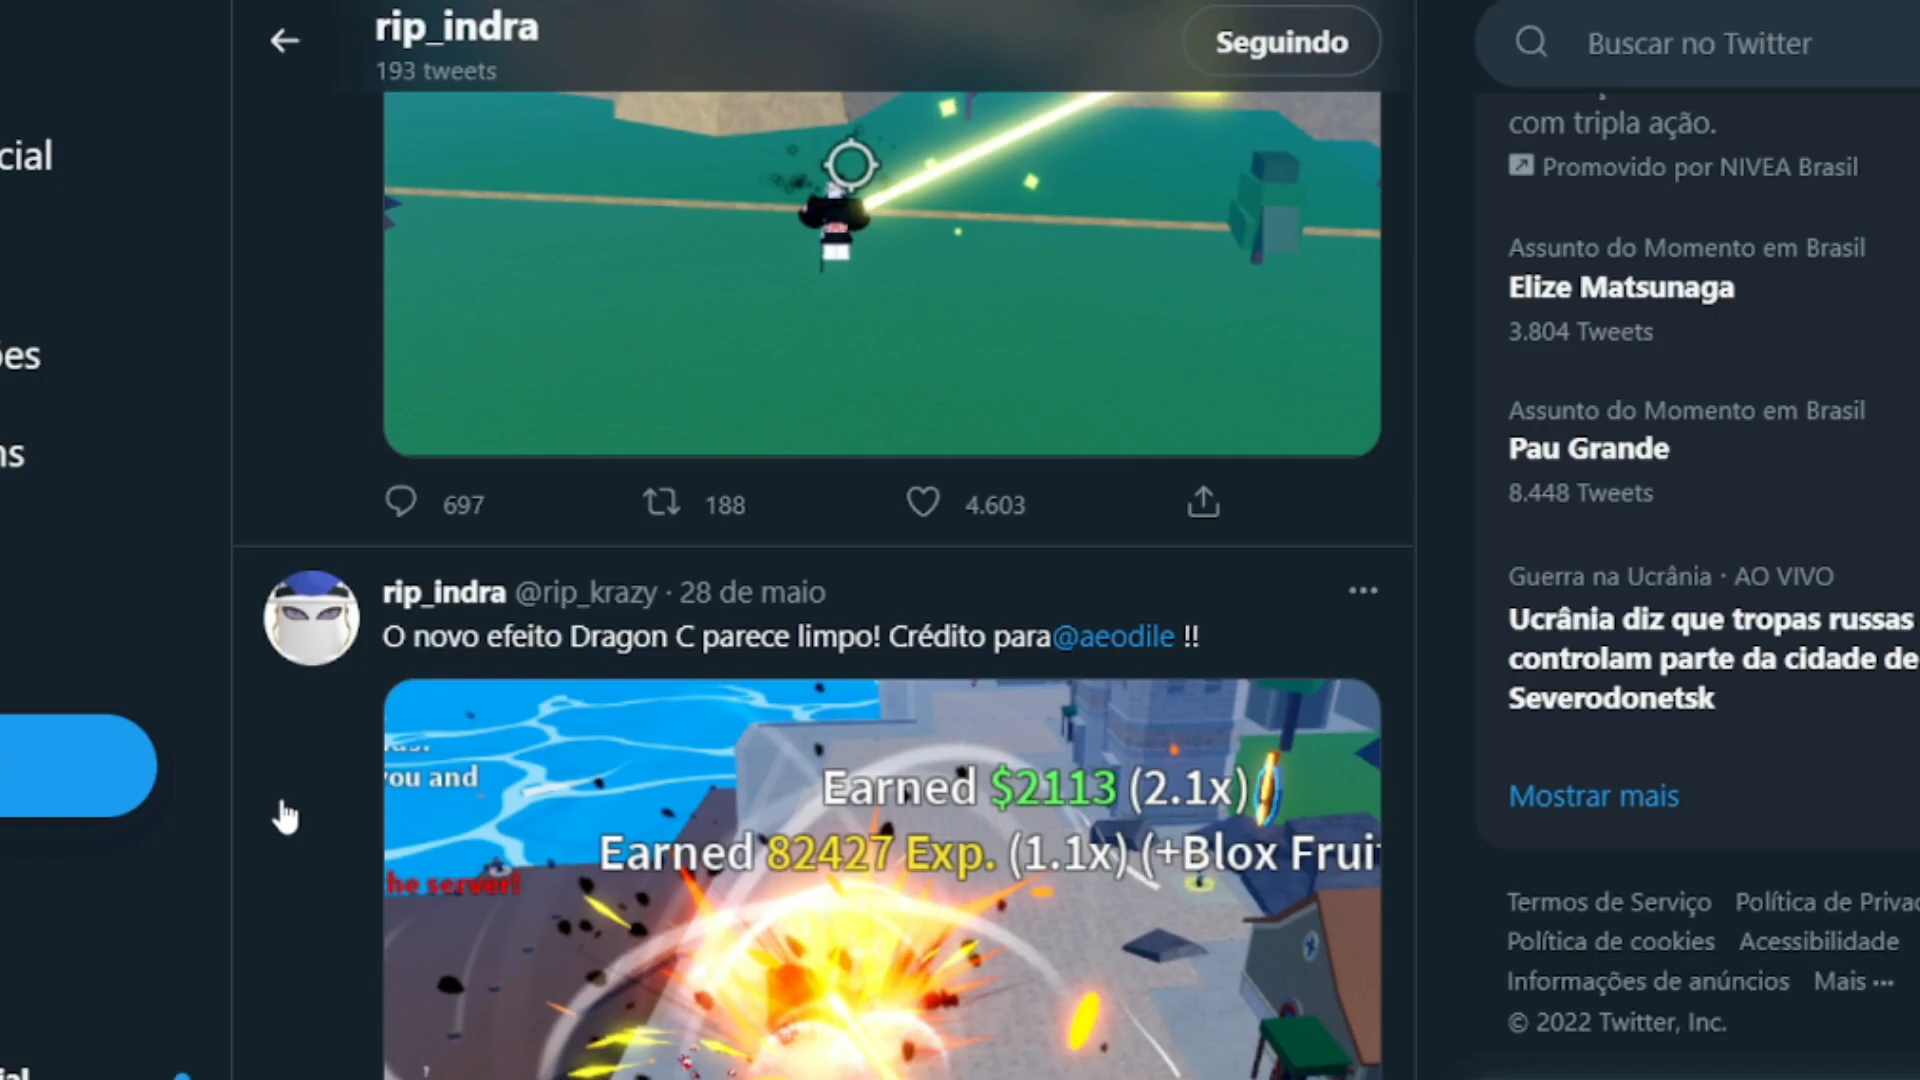 rip_indra
193 tweets
Seguindo
Buscar no Twitter
cial
ões
ns
com tripla ação.
Promovido por NIVEA Brasil
Assunto do Momento em Brasil
Elize Matsunaga
3.804 Tweets
Assunto do Momento em Brasil
Pau Grande
8.448 Tweets
Guerra na Ucrânia · AO VIVO
Ucrânia diz que tropas russas
controlam parte da cidade de
Severodonetsk
Mostrar mais
Termos de Serviço Política de Privac
Política de cookies Acessibilidade
Informações de anúncios Mais ···
© 2022 Twitter, Inc.
697 188 4.603
rip_indra @rip_krazy · 28 de maio
O novo efeito Dragon C parece limpo! Crédito para@aeodile !!
you and
he server!
Earned $2113 (2.1x)
Earned 82427 Exp. (1.1x) (+Blox Frui